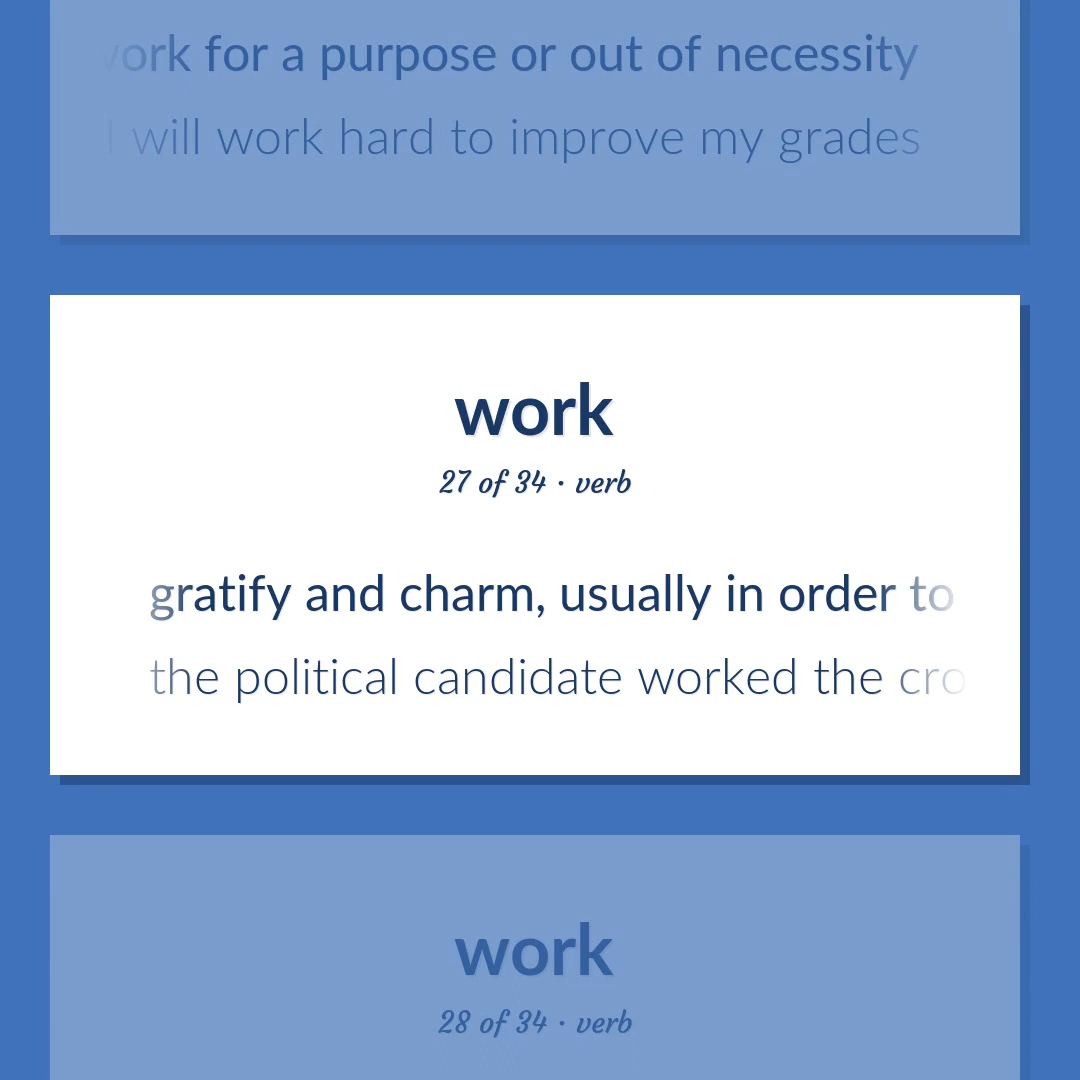 work for a purpose or out of necessity
I will work hard to improve my grades
work
27 of 34 · verb
gratify and charm, usually in order to
the political candidate worked the cro
work
28 of 34 · verb